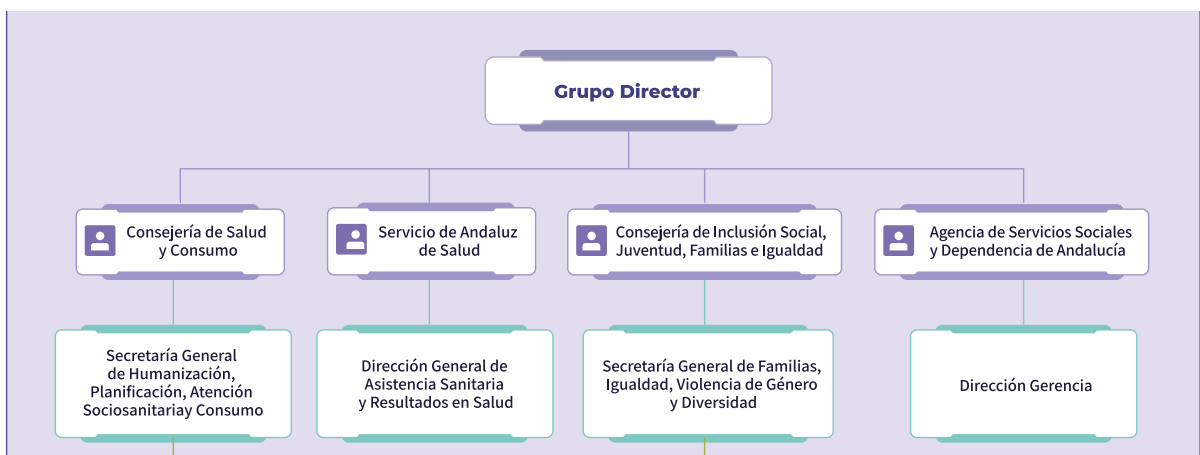 Grupo Director
Consejería de Salud
y Consumo
Servicio de Andaluz
de Salud
Consejería de Inclusión Social,
Juventud, Familias e Igualdad
Agencia de Servicios Sociales
y Dependencia de Andalucía
Secretaría General
de Humanización,
Planificación, Atención
Sociosanitariay Consumo
Dirección General de
Asistencia Sanitaria
y Resultados en Salud
Secretaría General de Familias,
Igualdad, Violencia de Género
y Diversidad
Dirección Gerencia